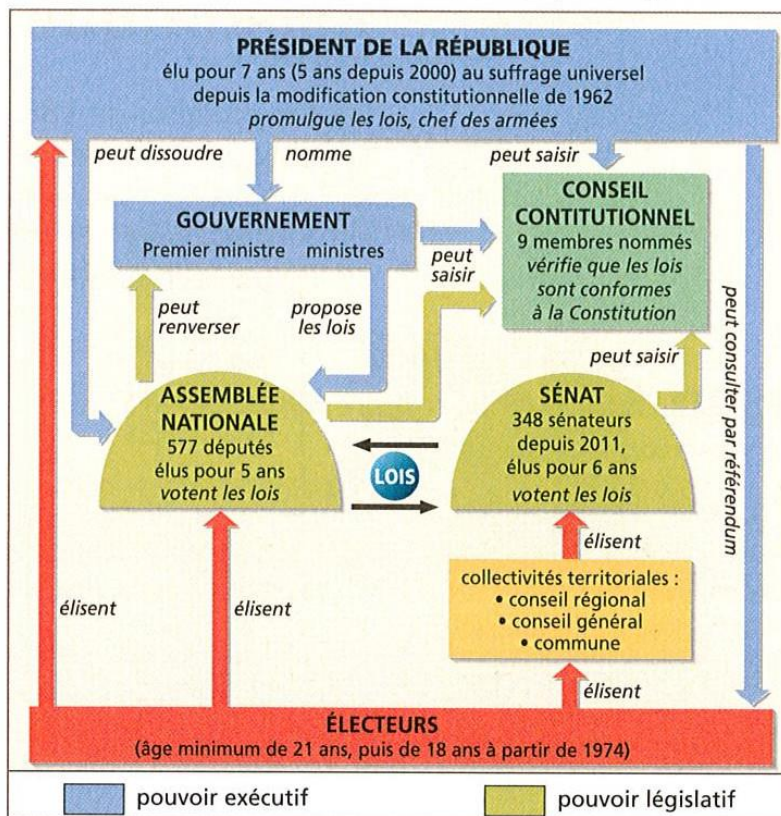 PRÉSIDENT DE LA RÉPUBLIQUE
élu pour 7 ans (5 ans depuis 2000) au suffrage universel
depuis la modification constitutionnelle de 1962
promulgue les lois, chef des armées
peut dissoudre
nomme
peut saisir
GOUVERNEMENT
Premier ministre ministres
CONSEIL
CONTITUTIONNEL
9 membres nommés
vérifie que les lois
sont conformes
à la Constitution
peut
saisir
peut
renverser
propose
les lois
peut saisir
peut consulter par référendum
ASSEMBLÉE
NATIONALE
577 députés
élus pour 5 ans
votent les lois
LOIS
SÉNAT
348 sénateurs
depuis 2011,
élus pour 6 ans
votent les lois
élisent
collectivités territoriales :
• conseil régional
• conseil général
• commune
élisent
élisent
élisent
ÉLECTEURS
(âge minimum de 21 ans, puis de 18 ans à partir de 1974)
pouvoir exécutif
pouvoir législatif